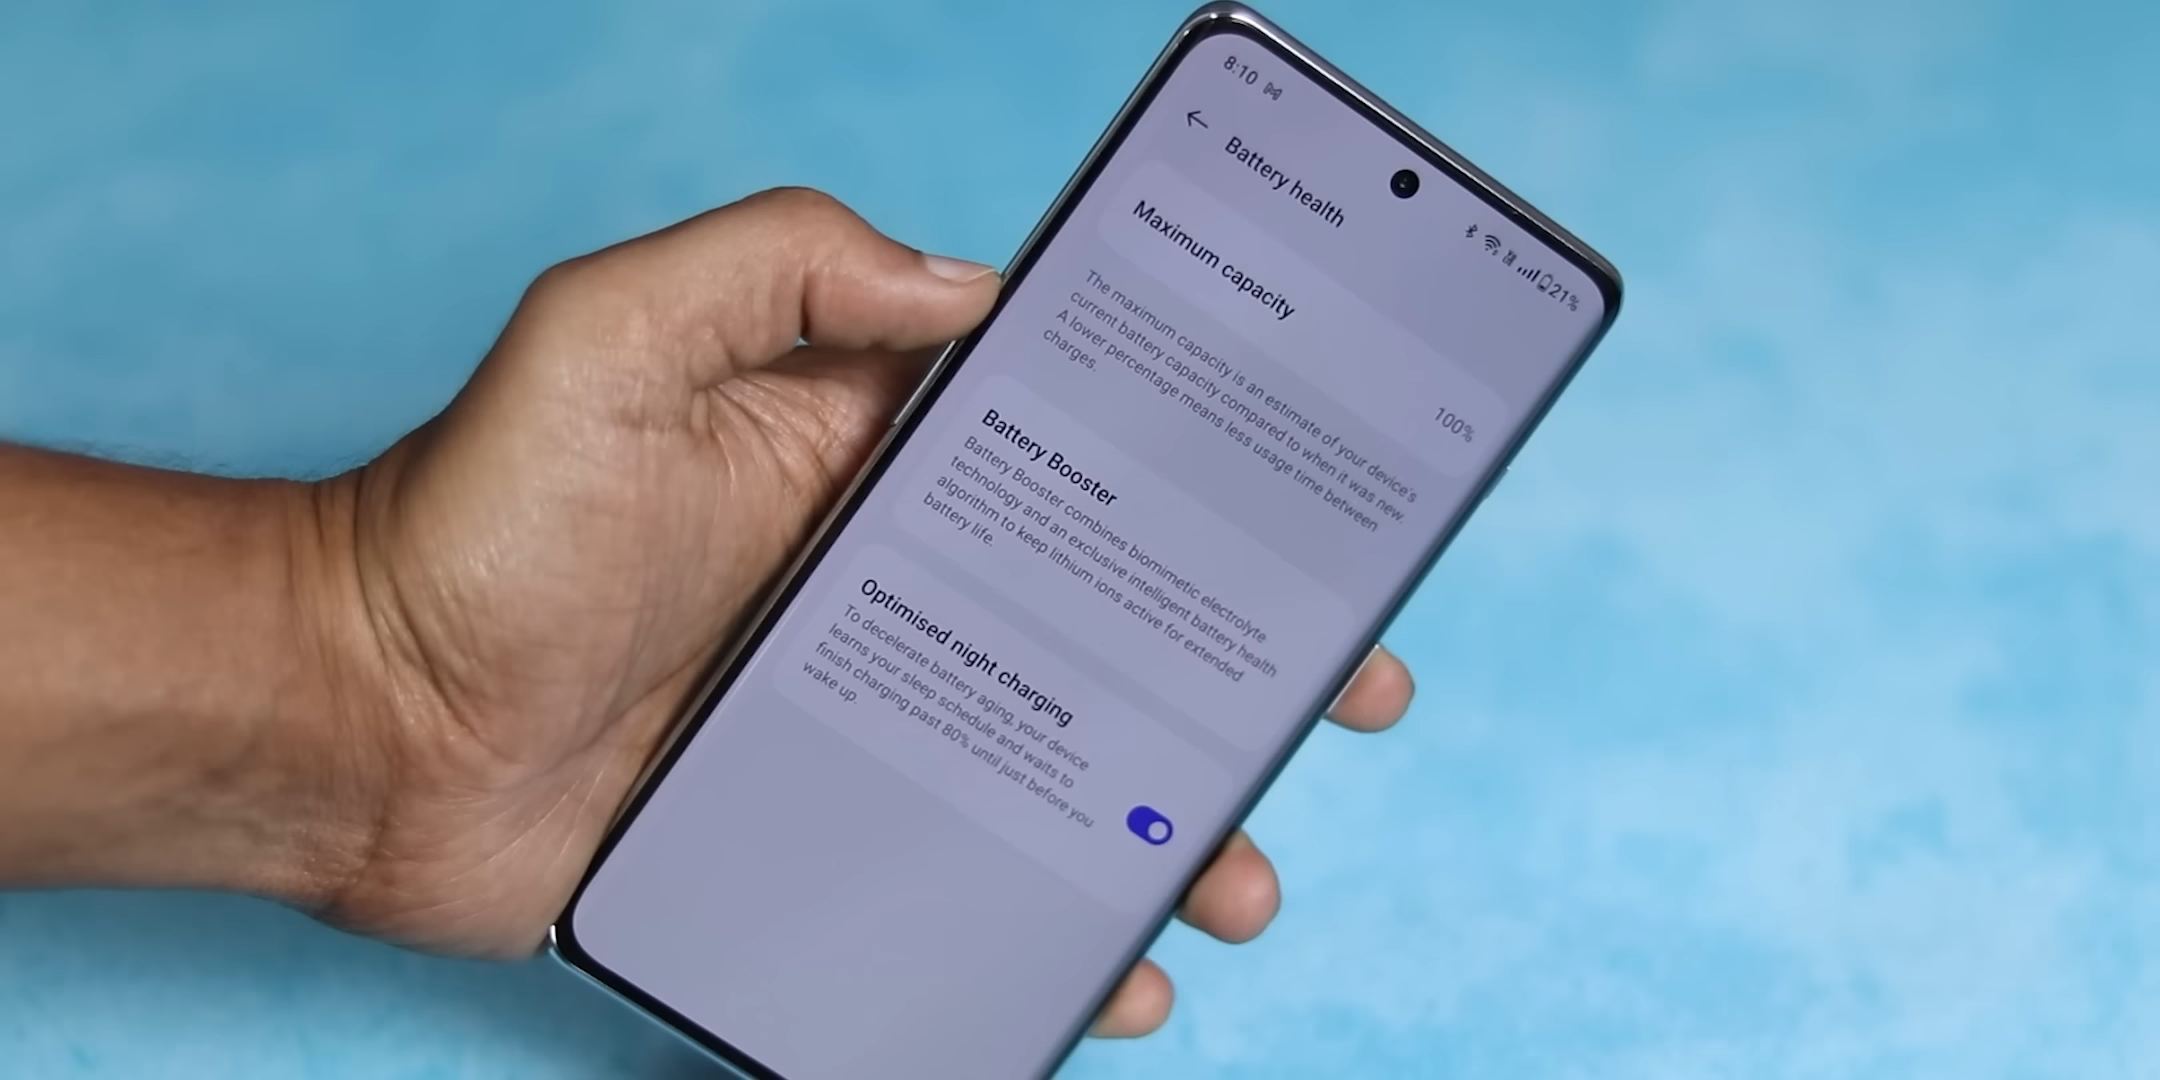 8:10
21%
Battery health
Maximum capacity
100%
The maximum capacity is an estimate of your device's
current battery capacity compared to when it was new.
A lower percentage means less usage time between
charges.
Battery Booster
Battery Booster combines biomimetic electrolyte
technology and an exclusive intelligent battery health
algorithm to keep lithium ions active for extended
battery life.
Optimised night charging
To decelerate battery aging, your device
learns your sleep schedule and waits to
finish charging past 80% until just before you
wake up.